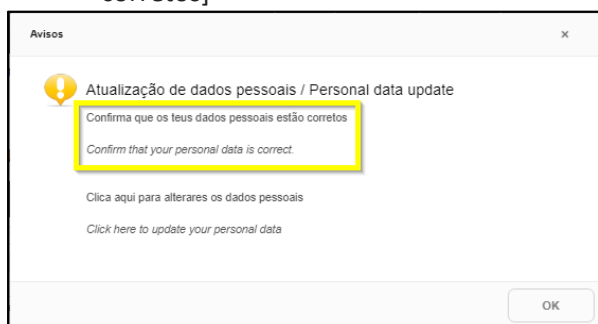 Avisos ×
Atualização de dados pessoais / Personal data update
Confirma que os teus dados pessoais estão corretos
Confirm that your personal data is correct.
Clica aqui para alterares os dados pessoais
Click here to update your personal data
OK